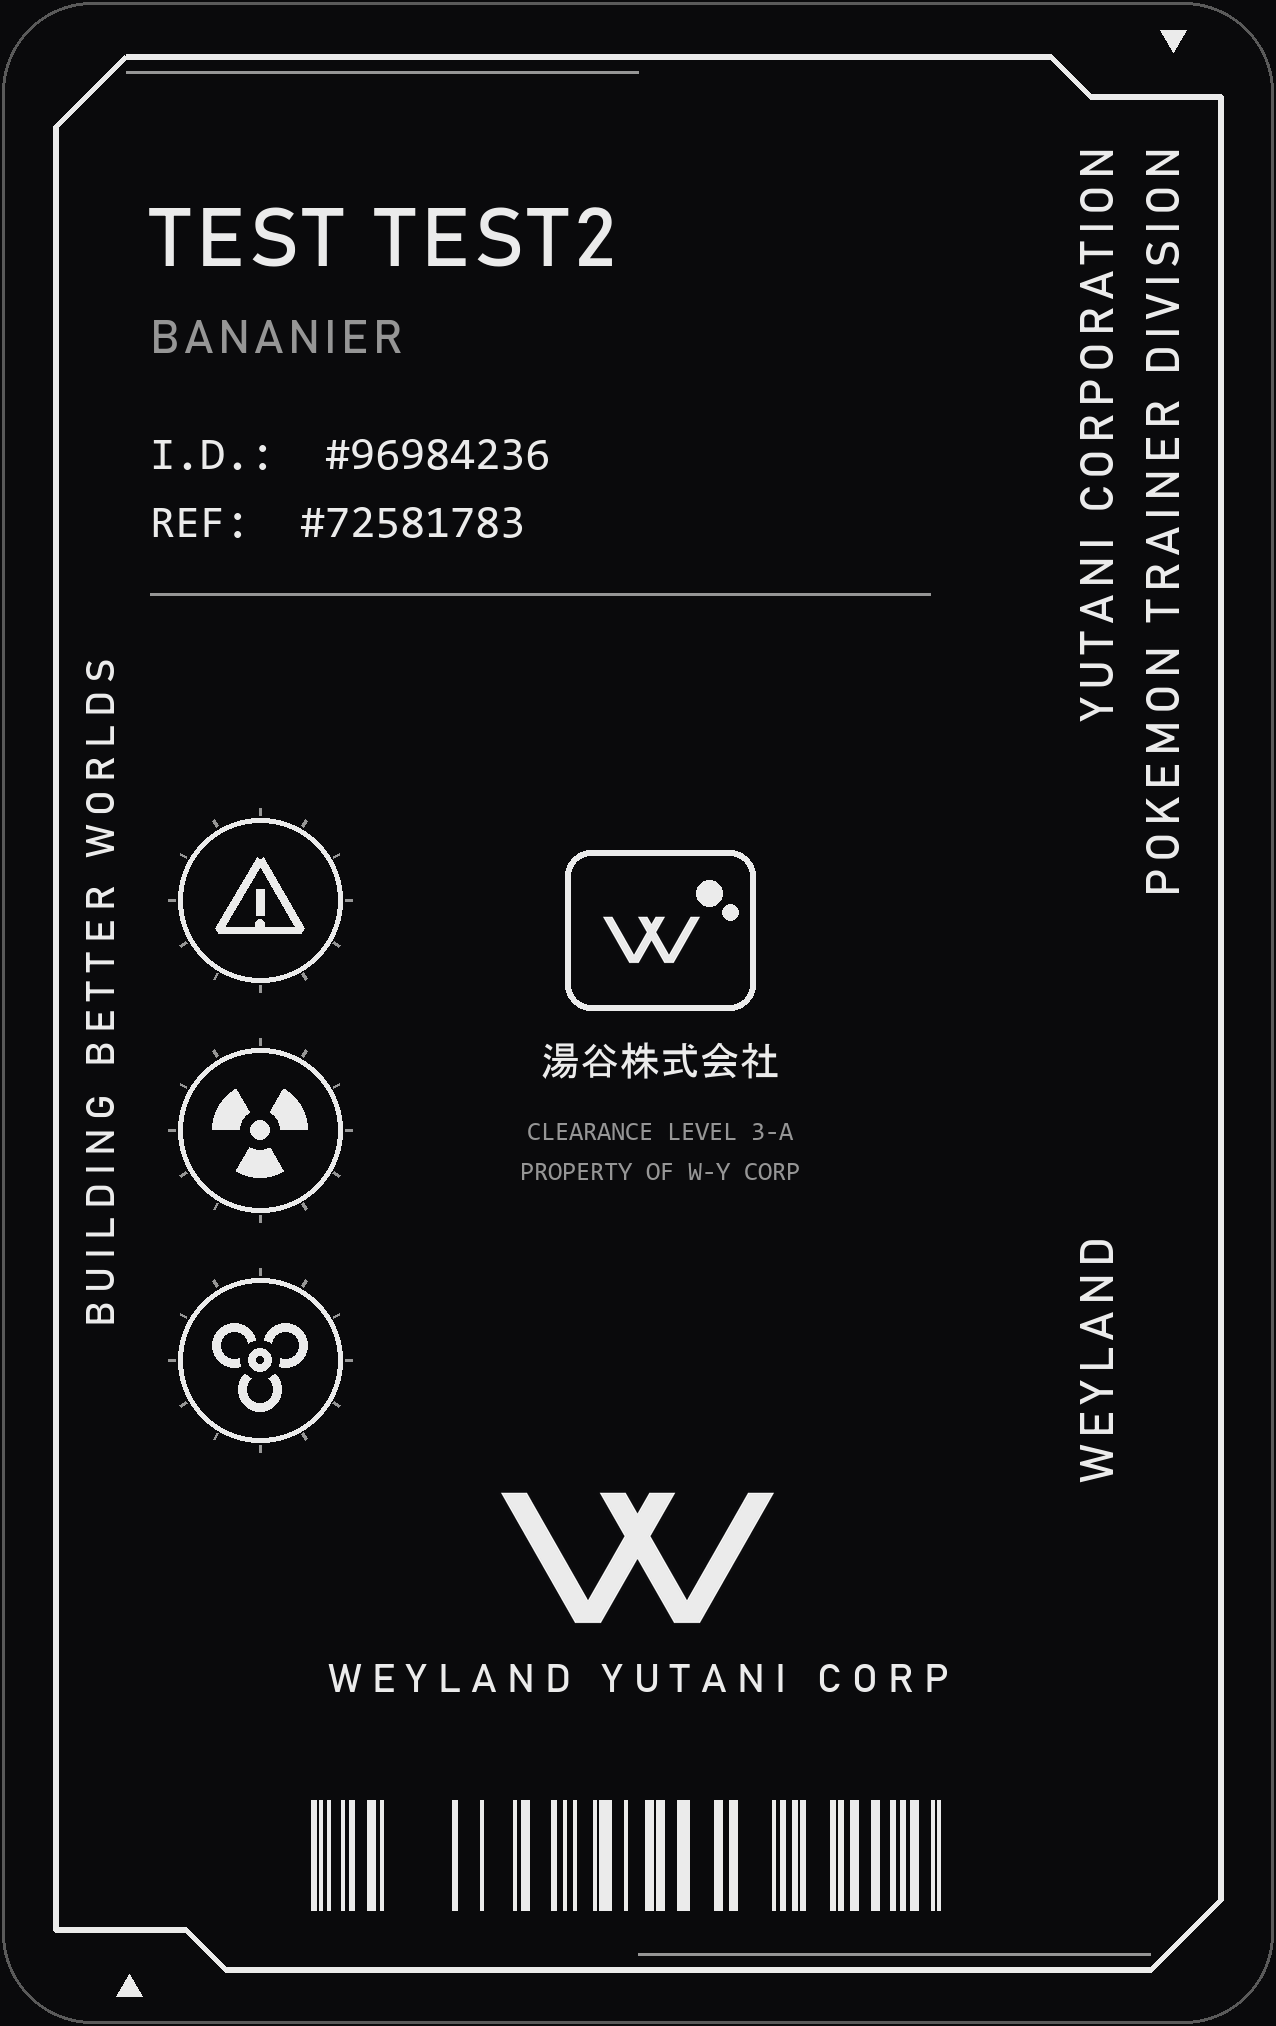 TEST TEST2
BANANIER
I.D.: #96984236
REF: #72581783
YUTANI CORPORATION
POKEMON TRAINER DIVISION
BUILDING BETTER WORLDS
W
湯谷株式会社
CLEARANCE LEVEL 3-A
PROPERTY OF W-Y CORP
WEYLAND
W
WEYLAND YUTANI CORP